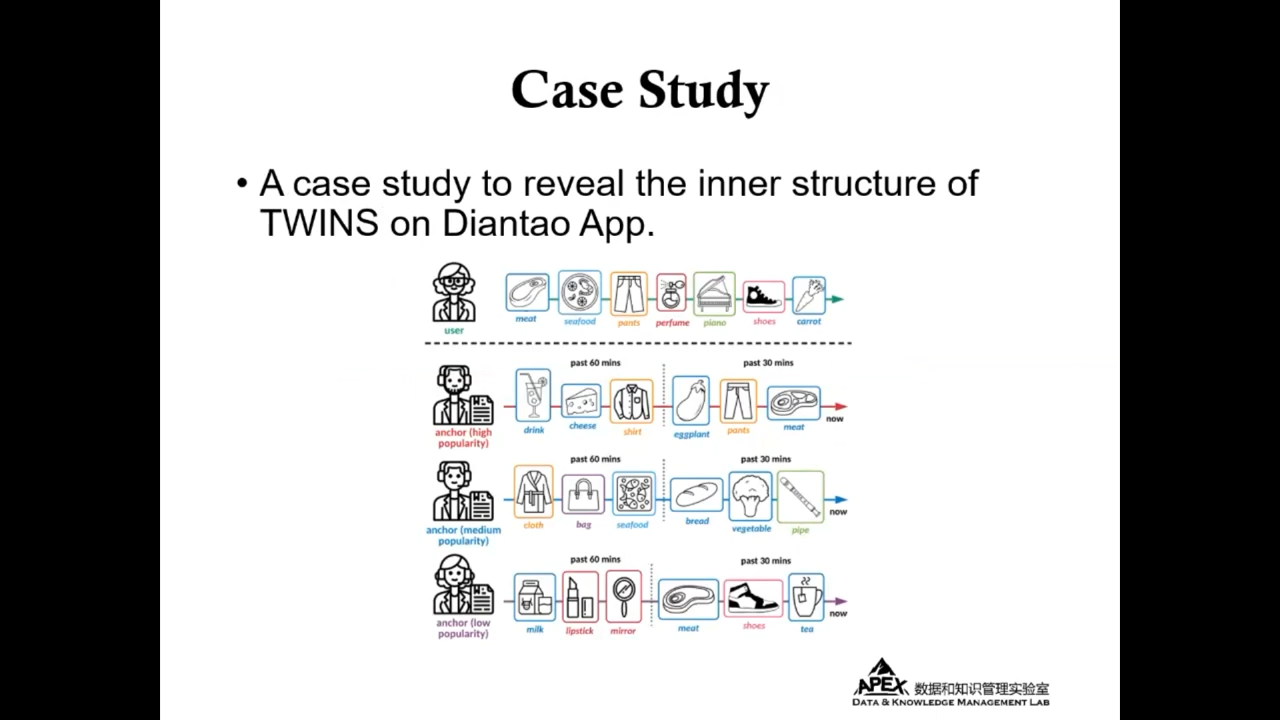 Case Study
• A case study to reveal the inner structure of
TWINS on Diantao App.
user
meat
seafood
pants
perfume
piano
shoes
carrot
past 60 mins
past 30 mins
anchor (high
popularity)
drink
cheese
shirt
eggplant
pants
meat
now
past 60 mins
past 30 mins
anchor (medium
popularity)
cloth
bag
seafood
bread
vegetable
pipe
now
past 60 mins
past 30 mins
anchor (low
popularity)
milk
lipstick
mirror
meat
shoes
tea
now
APEX 数据和知识管理实验室
DATA & KNOWLEDGE MANAGEMENT LAB